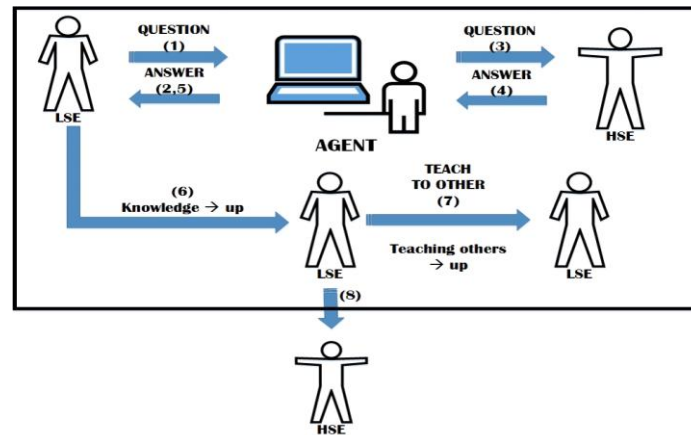 QUESTION
(1)
ANSWER
(2,5)
LSE
AGENT
QUESTION
(3)
ANSWER
(4)
HSE
(6)
Knowledge → up
LSE
TEACH
TO OTHER
(7)
Teaching others
→ up
LSE
(8)
HSE